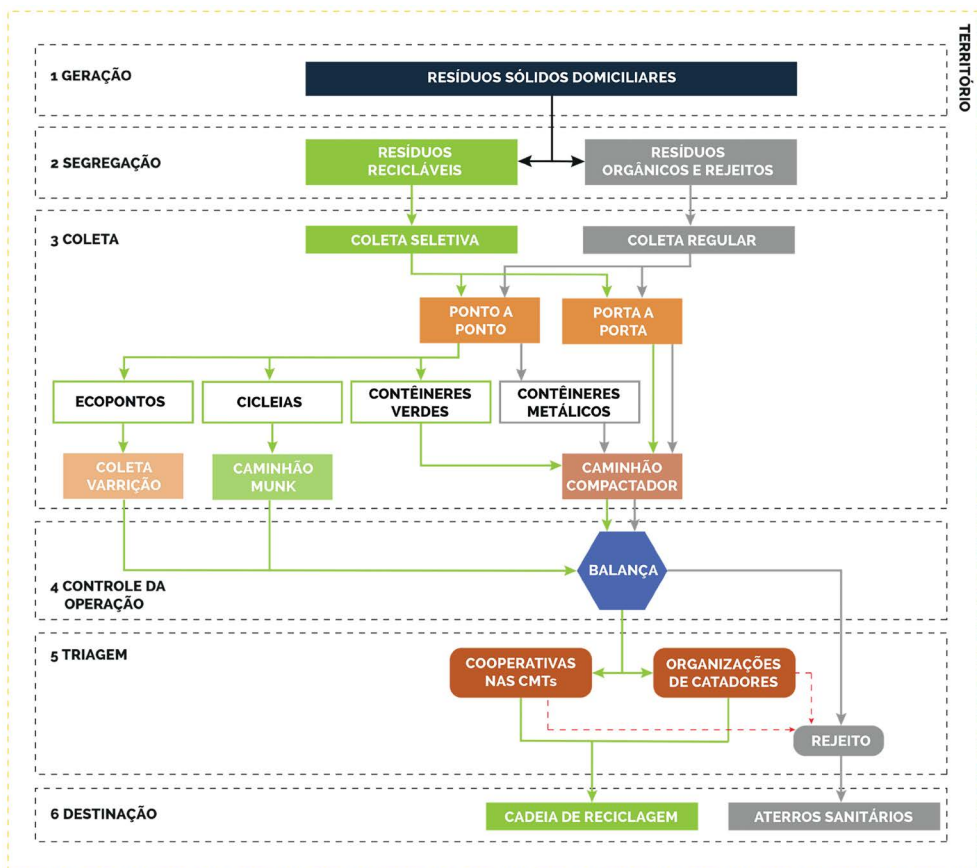 TERRITÓRIO
1 GERAÇÃO
RESÍDUOS SÓLIDOS DOMICILIARES
2 SEGREGAÇÃO
RESÍDUOS
RECICLÁVEIS
RESÍDUOS
ORGÂNICOS E REJEITOS
3 COLETA
COLETA SELETIVA
COLETA REGULAR
PONTO A
PONTO
PORTA A
PORTA
ECOPONTOS
CICLEIAS
CONTÊINERES
VERDES
CONTÊINERES
METÁLICOS
COLETA
VARRIÇÃO
CAMINHÃO
MUNK
CAMINHÃO
COMPACTADOR
4 CONTROLE DA
OPERAÇÃO
BALANÇA
5 TRIAGEM
COOPERATIVAS
NAS CMTs
ORGANIZAÇÕES
DE CATADORES
REJEITO
6 DESTINAÇÃO
CADEIA DE RECICLAGEM
ATERROS SANITÁRIOS